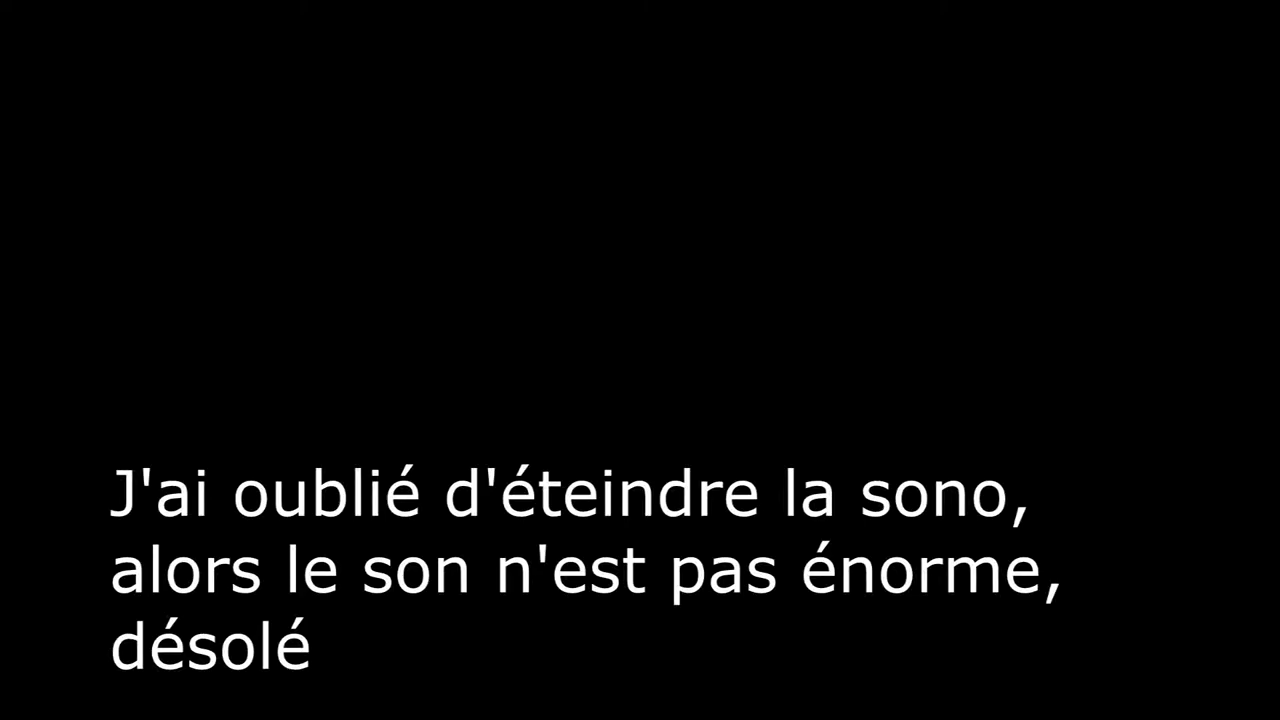 J'ai oublié d'éteindre la sono,
alors le son n'est pas énorme,
désolé